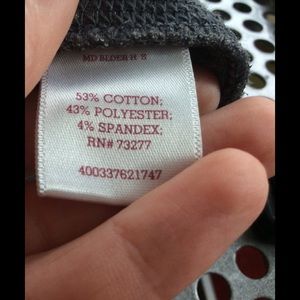 53% COTTON;
43% POLYESTER;
4% SPANDEX;
RN# 73277
400337621747